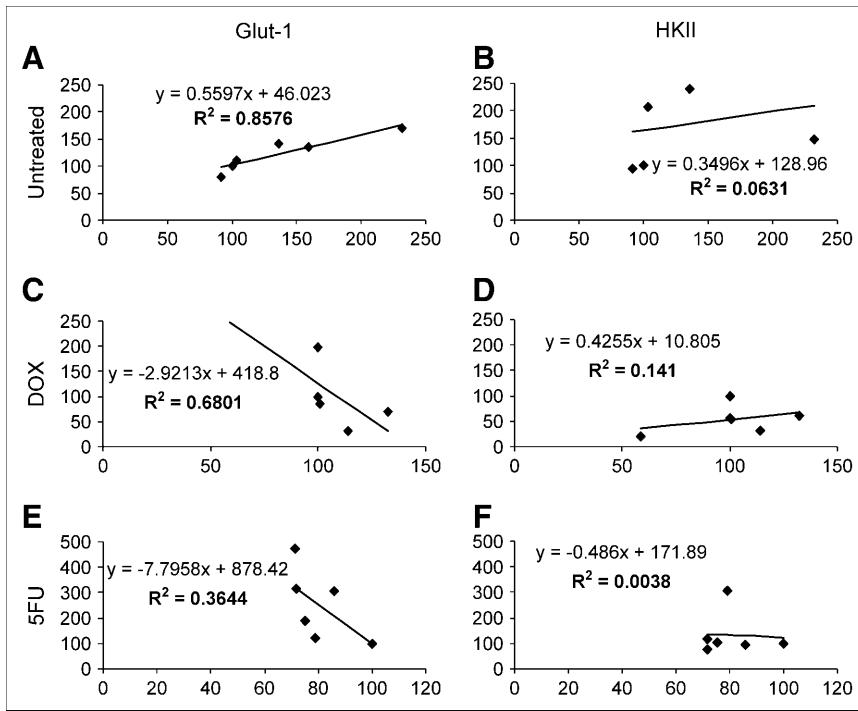 Glut-1 HKII
A B
Untreated
250
200
150
100
50
0
y = 0.5597x + 46.023
R² = 0.8576
0 50 100 150 200 250
250
200
150
100
50
0
y = 0.3496x + 128.96
R² = 0.0631
0 50 100 150 200 250
C D
DOX
250
200
150
100
50
0
y = -2.9213x + 418.8
R² = 0.6801
0 50 100 150
250
200
150
100
50
0
y = 0.4255x + 10.805
R² = 0.141
0 50 100 150
E F
5FU
500
400
300
200
100
0
y = -7.7958x + 878.42
R² = 0.3644
0 20 40 60 80 100 120
500
400
300
200
100
0
y = -0.486x + 171.89
R² = 0.0038
0 20 40 60 80 100 120